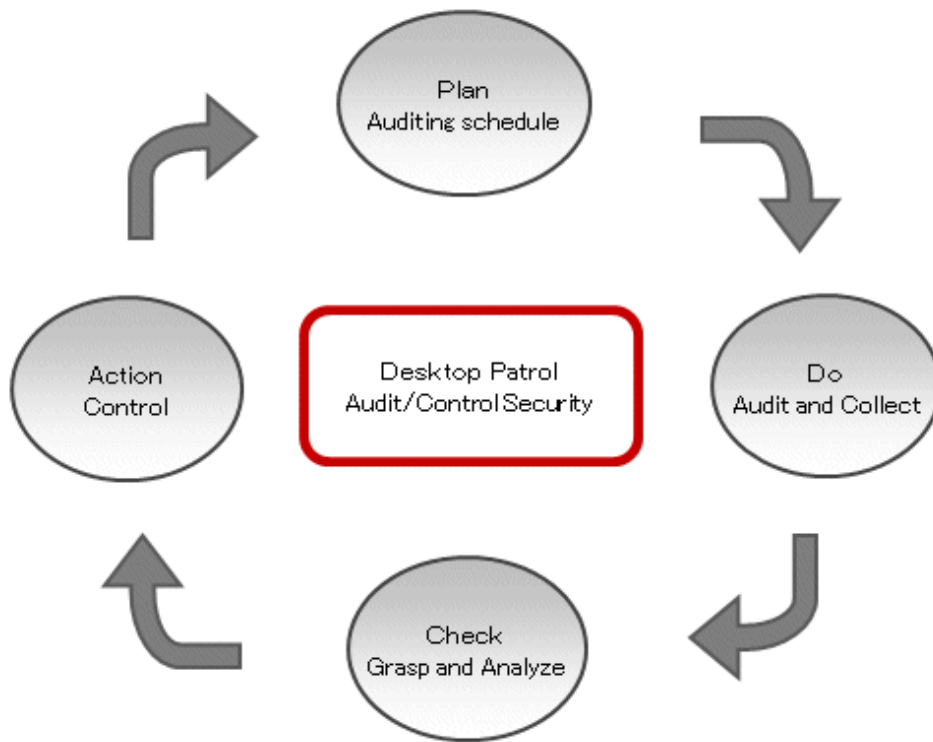 Plan
Auditing schedule
Action
Control
Desktop Patrol
Audit/Control Security
Do
Audit and Collect
Check
Grasp and Analyze